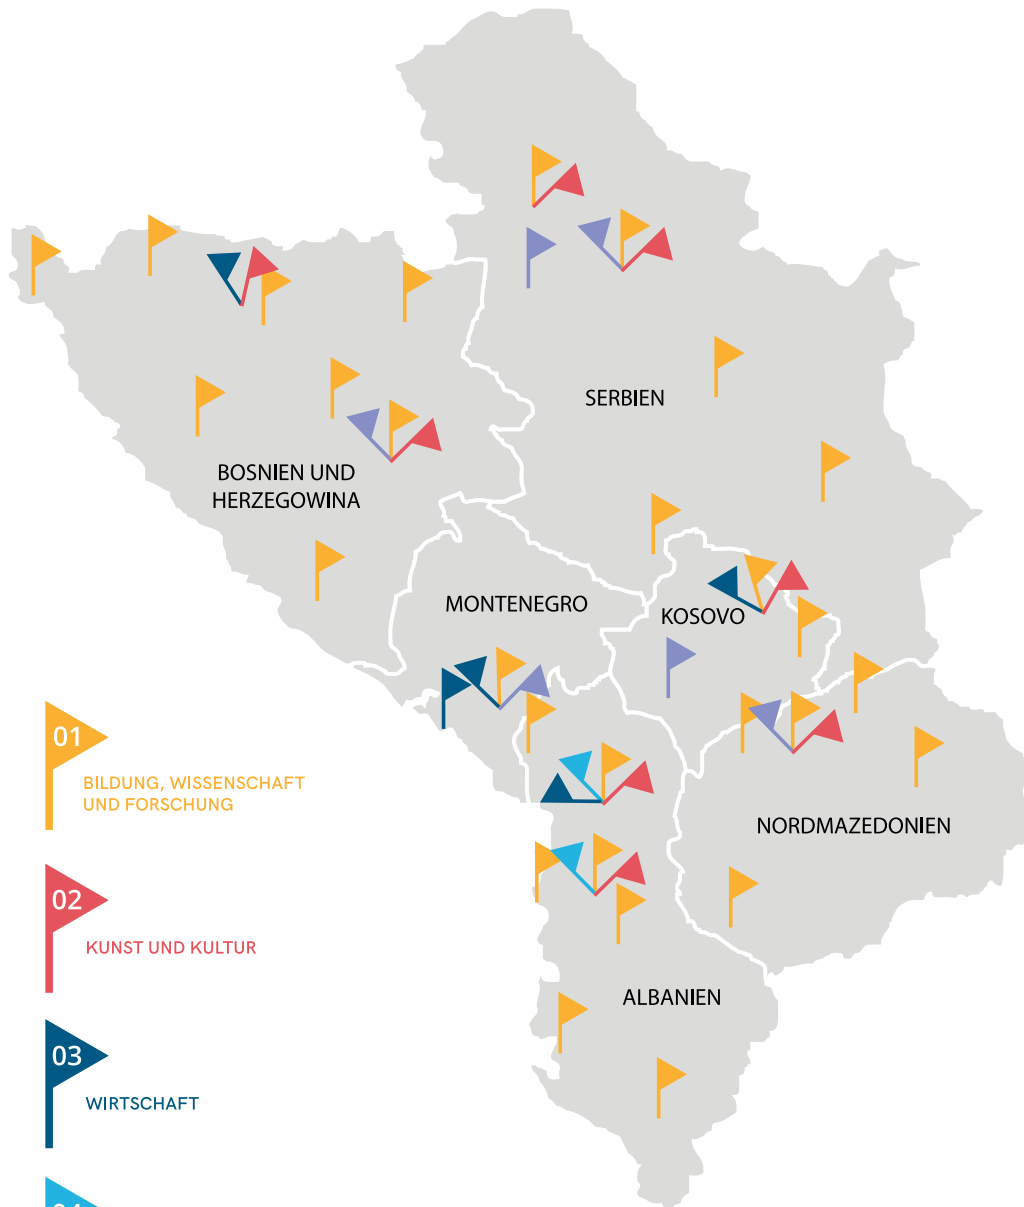 SERBIEN
BOSNIEN UND
HERZEGOWINA
MONTENEGRO
KOSOVO
NORDMAZEDONIEN
ALBANIEN
01
BILDUNG, WISSENSCHAFT
UND FORSCHUNG
02
KUNST UND KULTUR
03
WIRTSCHAFT